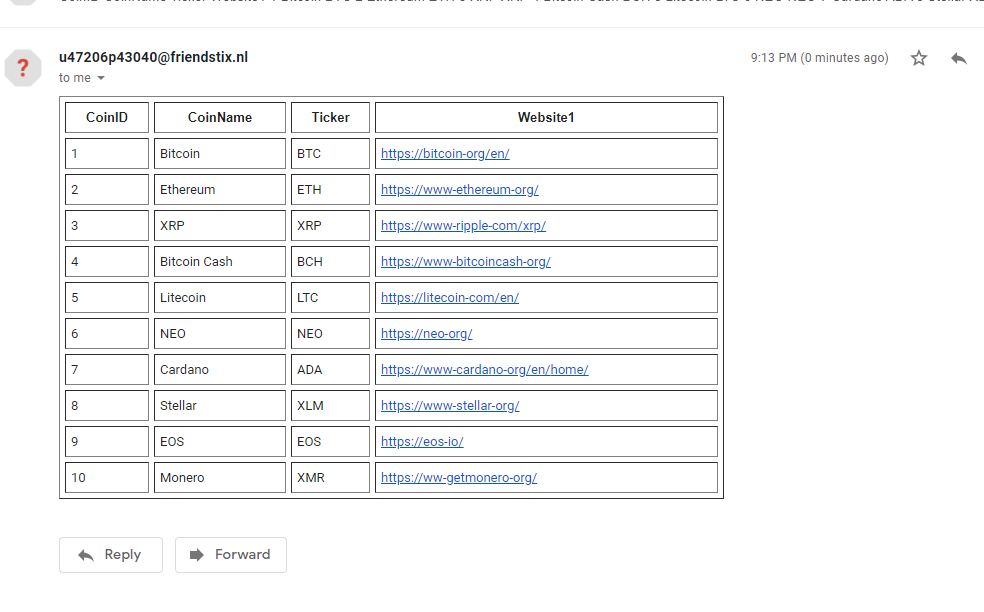 u47206p43040@friendstix.nl 9:13 PM (0 minutes ago)
to me
CoinID CoinName Ticker Website1
1 Bitcoin BTC https://bitcoin-org/en/
2 Ethereum ETH https://www-ethereum-org/
3 XRP XRP https://www-ripple-com/xrp/
4 Bitcoin Cash BCH https://www-bitcoincash-org/
5 Litecoin LTC https://litecoin-com/en/
6 NEO NEO https://neo-org/
7 Cardano ADA https://www-cardano-org/en/home/
8 Stellar XLM https://www-stellar-org/
9 EOS EOS https://eos-io/
10 Monero XMR https://ww-getmonero-org/
Reply Forward